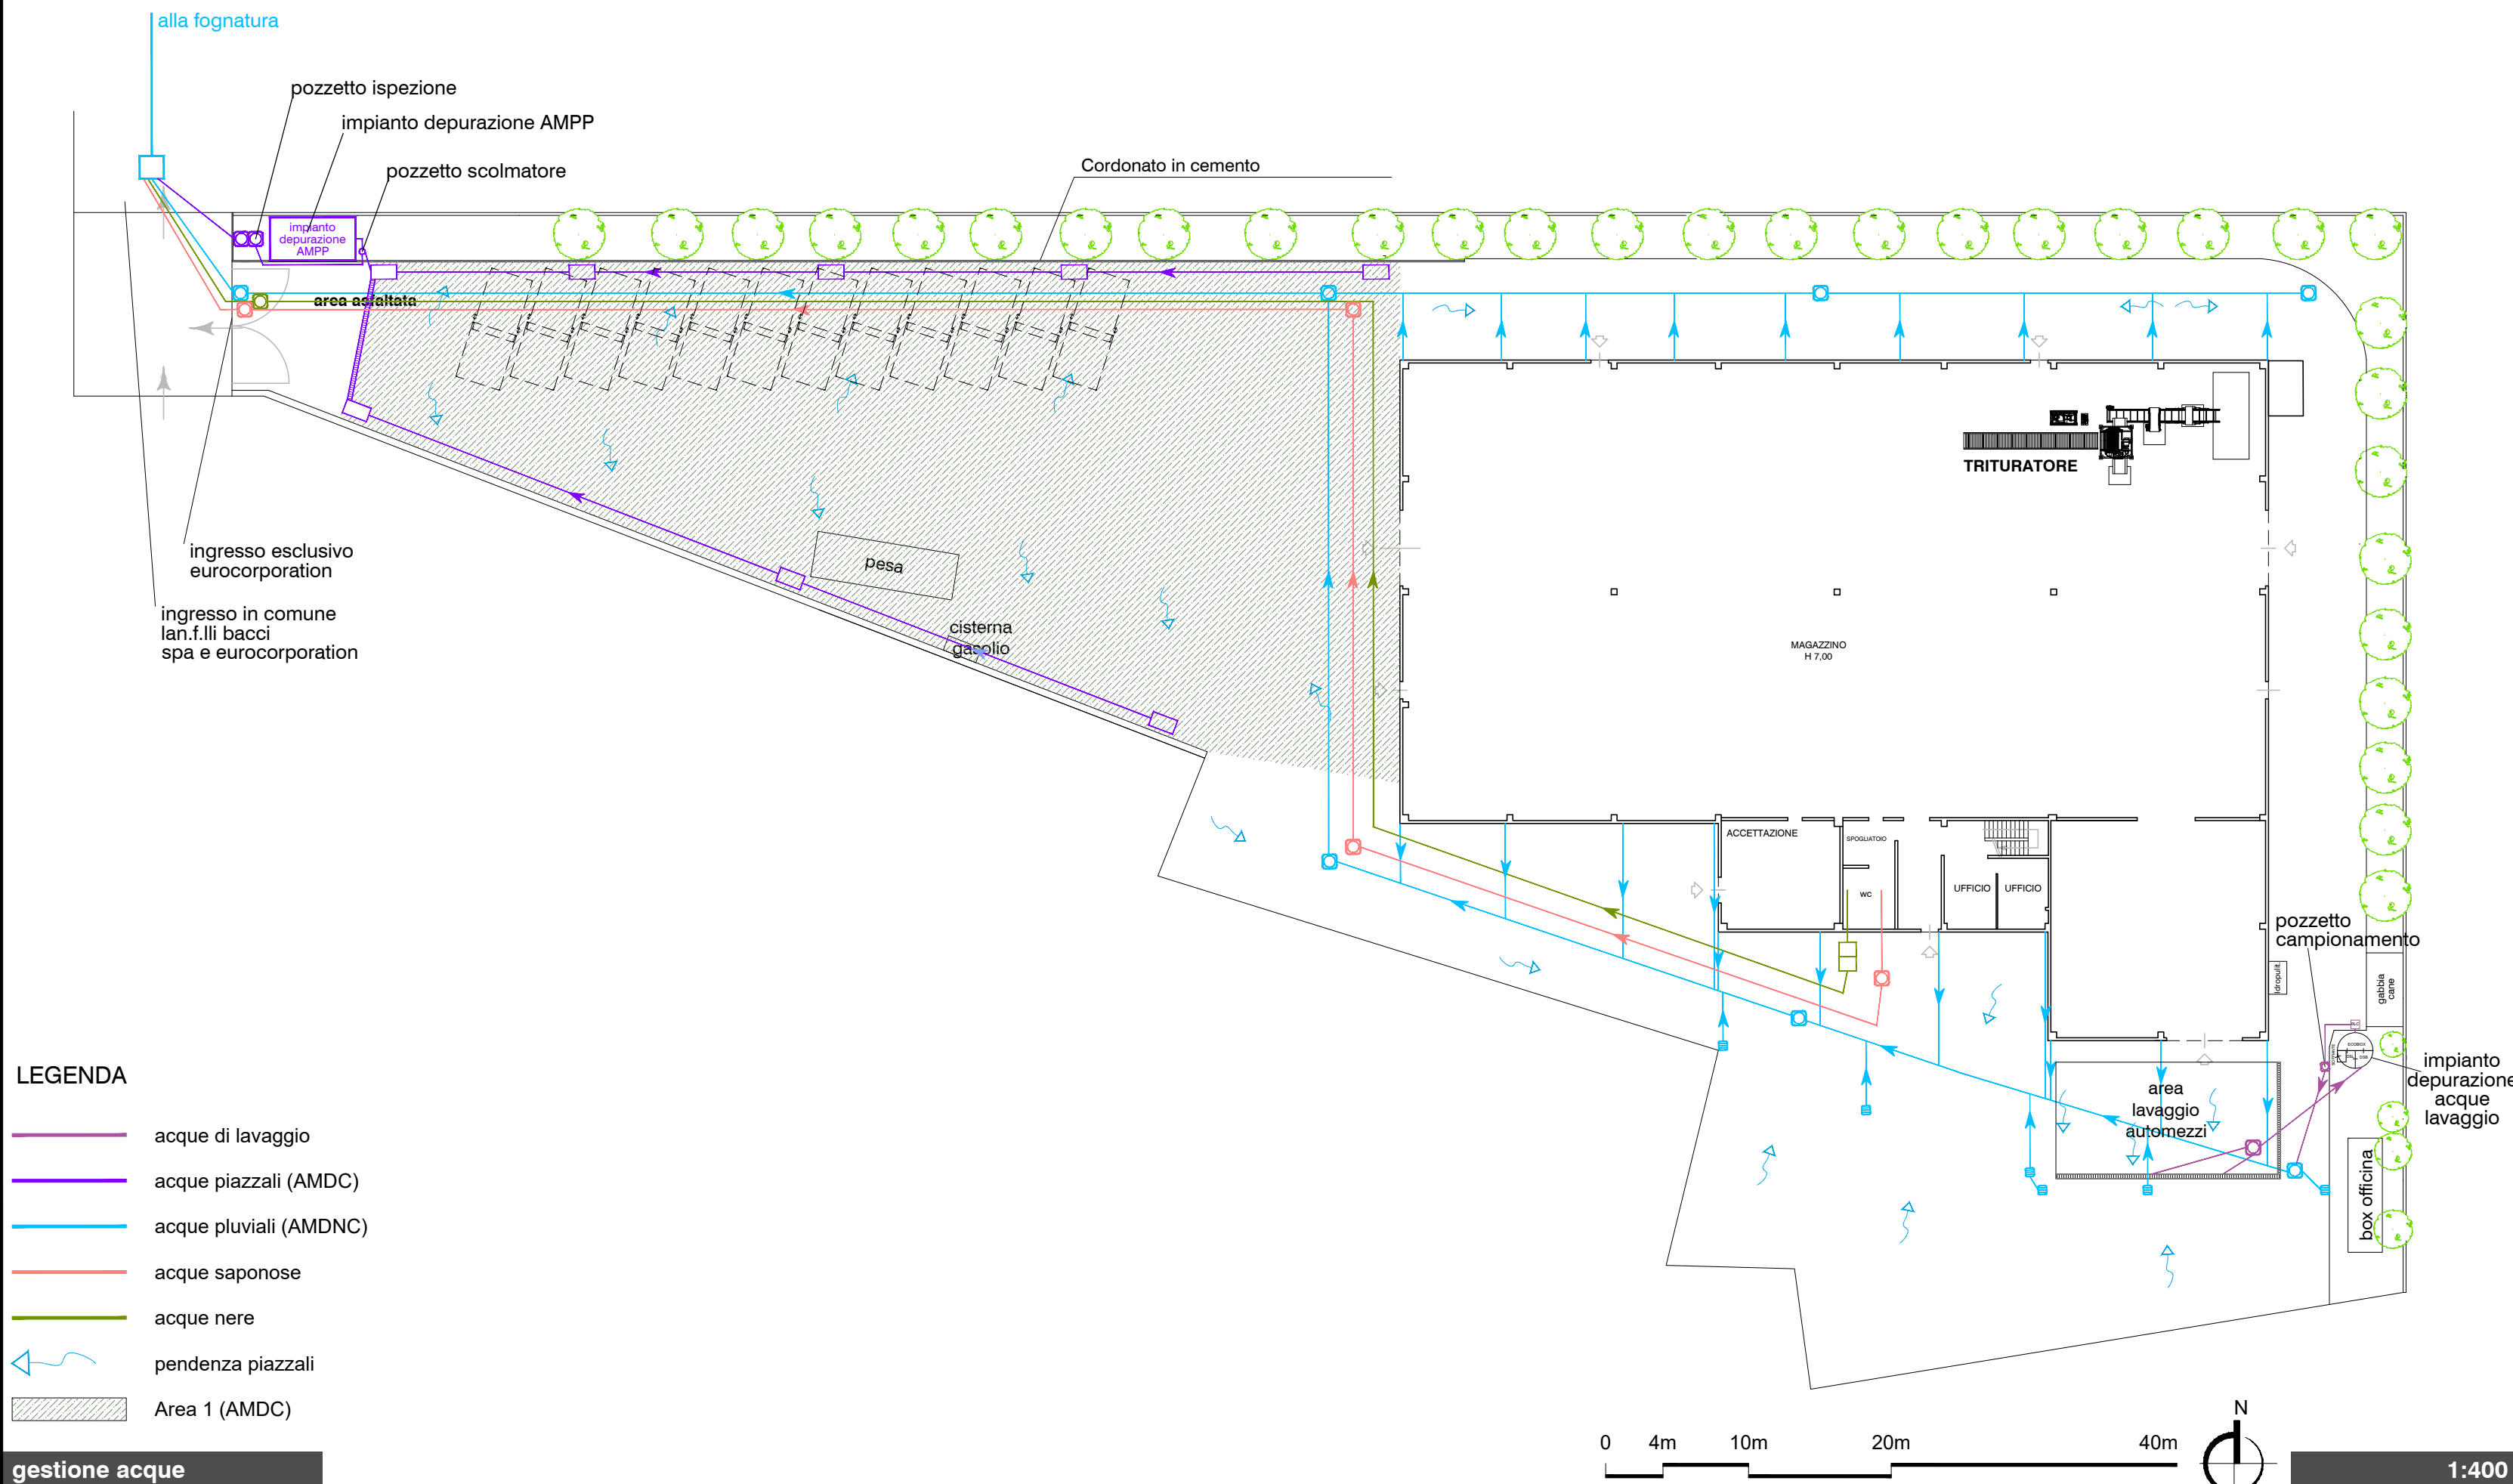 alla fognatura
pozzetto ispezione
impianto depurazione AMPP
pozzetto scolmatore
Cordonato in cemento
impianto
depurazione
AMPP
area asfaltata
TRITURATORE
ingresso esclusivo
eurocorporation
pesa
ingresso in comune
lan.f.lli bacci
spa e eurocorporation
cisterna
gasolio
MAGAZZINO
H 7,00
ACCETTAZIONE
SPOGLIATOIO
WC
UFFICIO
UFFICIO
pozzetto
campionamento
Idropulit.
gabbia
cane
ECOBOX
impianto
depurazione
acque
lavaggio
area
lavaggio
automezzi
box officina
LEGENDA
acque di lavaggio
acque piazzali (AMDC)
acque pluviali (AMDNC)
acque saponose
acque nere
pendenza piazzali
Area 1 (AMDC)
N
0 4m 10m 20m 40m
gestione acque
1:400